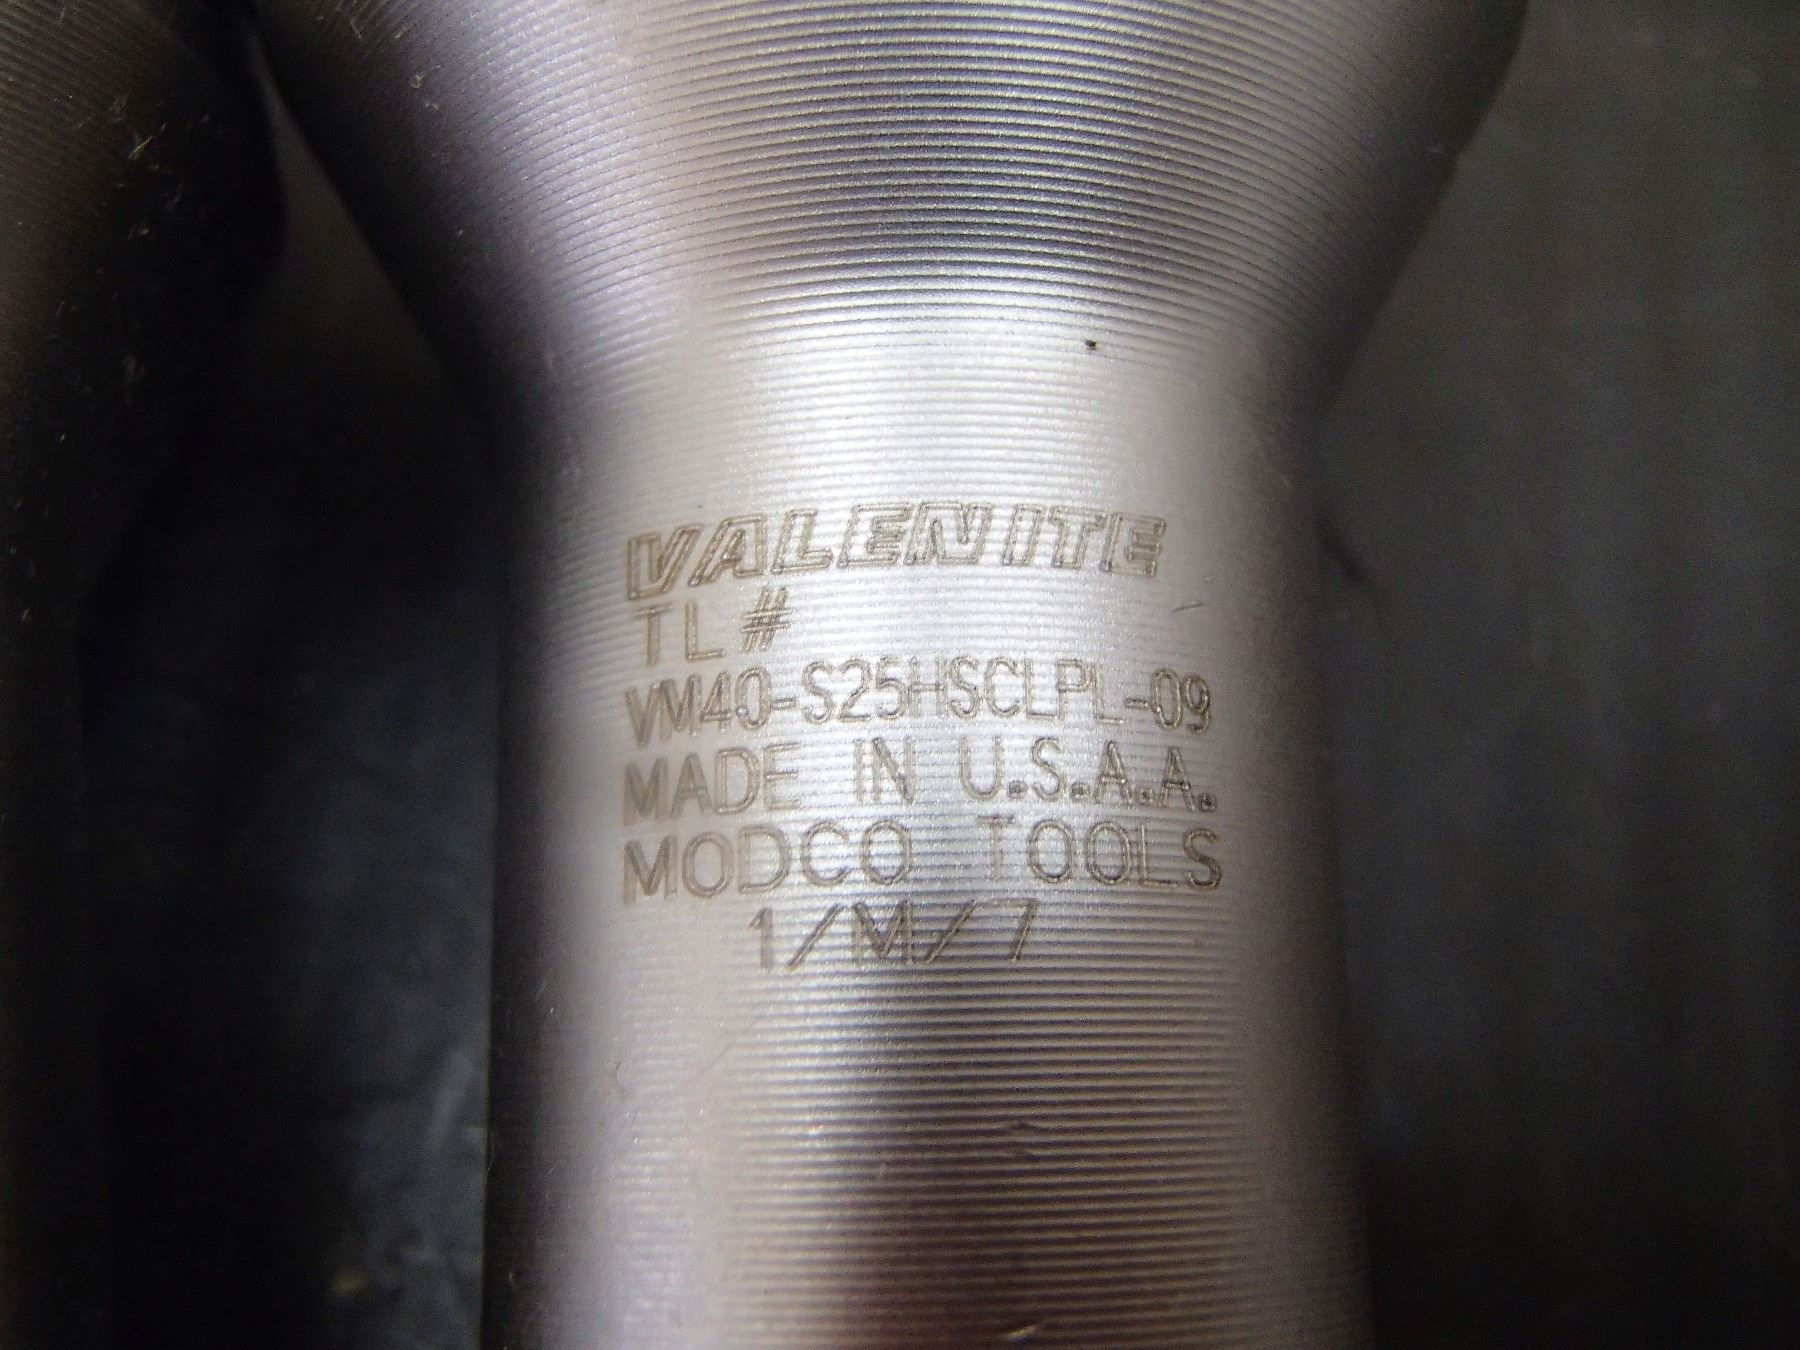 VALENITE
TL#
VM40-S25HSCLPL-09
MADE IN U.S.A.A.
MODCO TOOLS
1/M/7